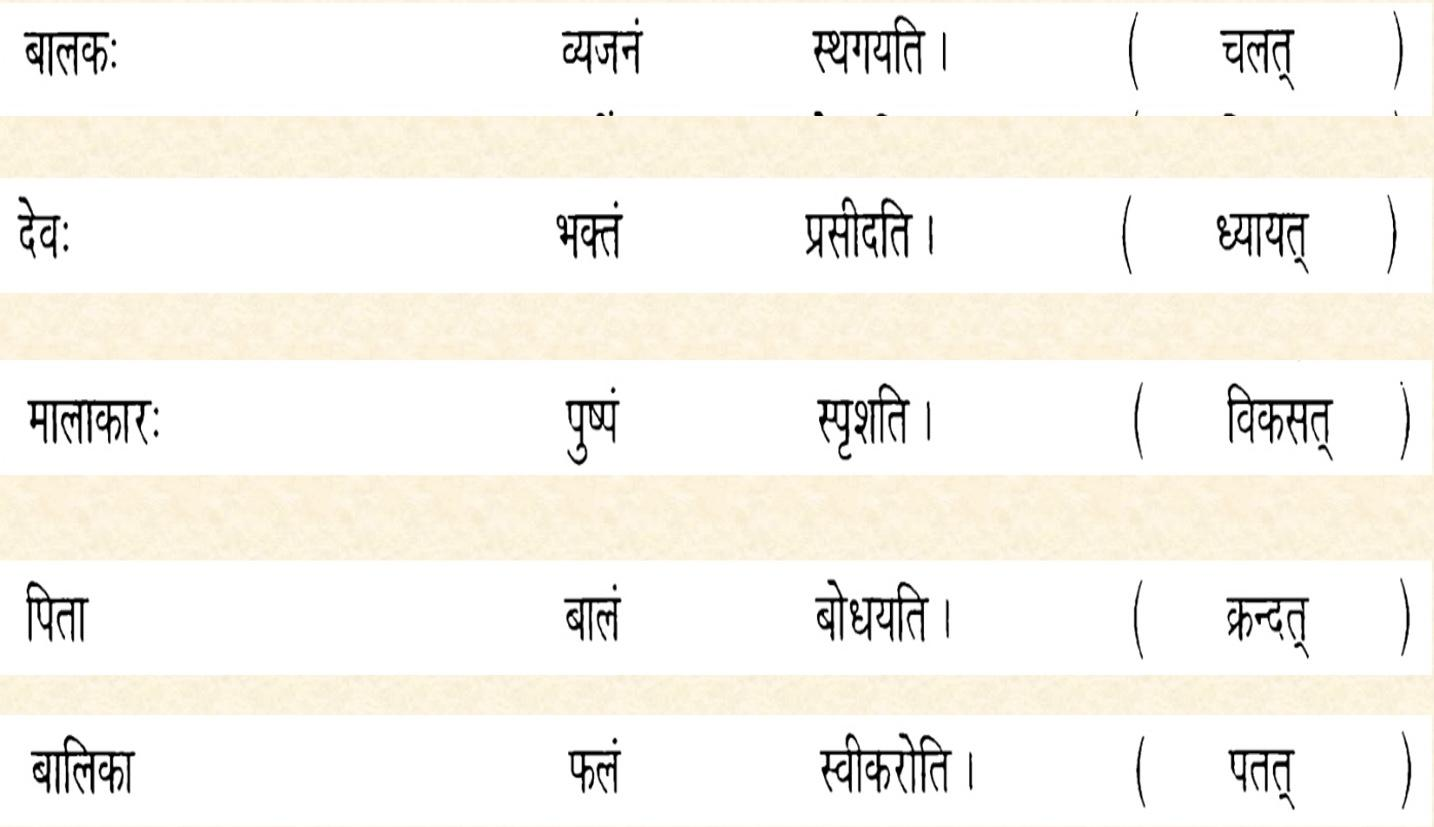 बालकः व्यजनं स्थगयति । ( चलत् )
देवः भक्तं प्रसीदति । ( ध्यायत् )
मालाकारः पुष्पं स्पृशति । ( विकसत् )
पिता बालं बोधयति । ( क्रन्दत् )
बालिका फलं स्वीकरोति । ( पतत् )